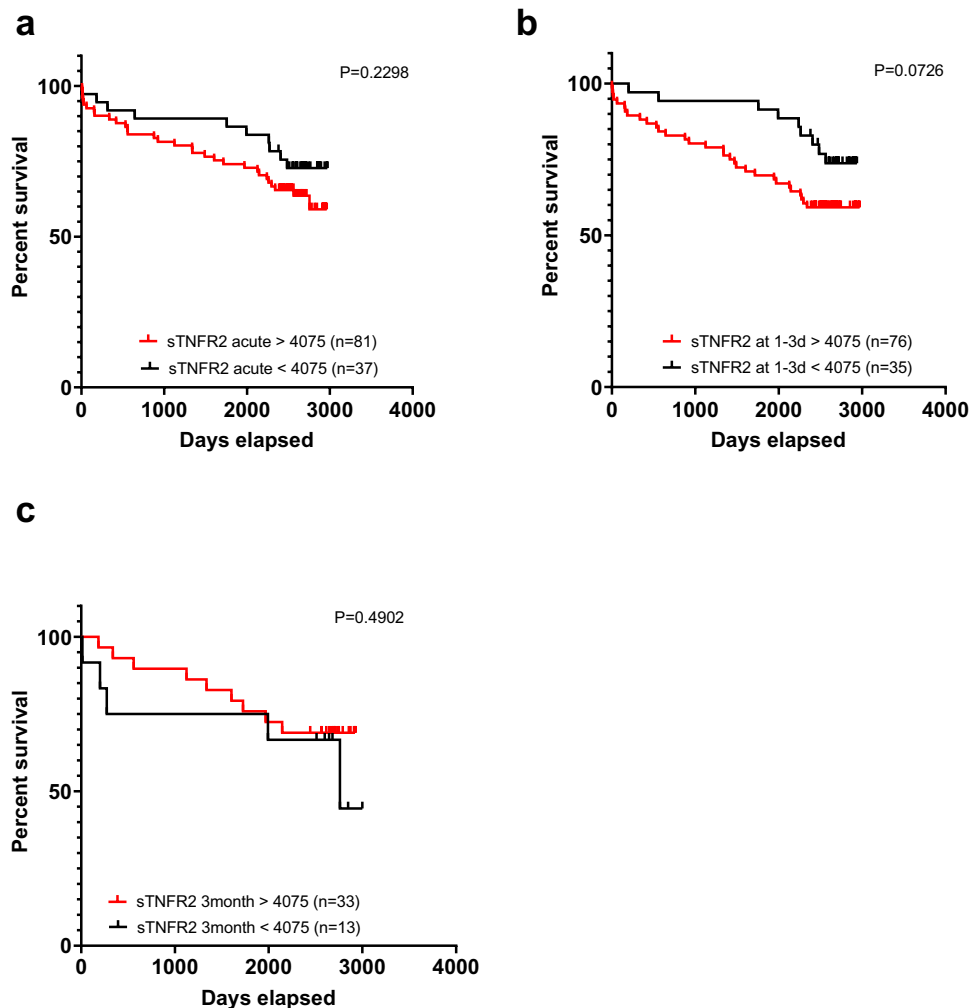 a
P=0.2298
100
50
0
Percent survival
sTNFR2 acute > 4075 (n=81)
sTNFR2 acute < 4075 (n=37)
0 1000 2000 3000 4000
Days elapsed
b
P=0.0726
100
50
0
Percent survival
sTNFR2 at 1-3d > 4075 (n=76)
sTNFR2 at 1-3d < 4075 (n=35)
0 1000 2000 3000 4000
Days elapsed
c
P=0.4902
100
50
0
Percent survival
sTNFR2 3month > 4075 (n=33)
sTNFR2 3month < 4075 (n=13)
0 1000 2000 3000 4000
Days elapsed